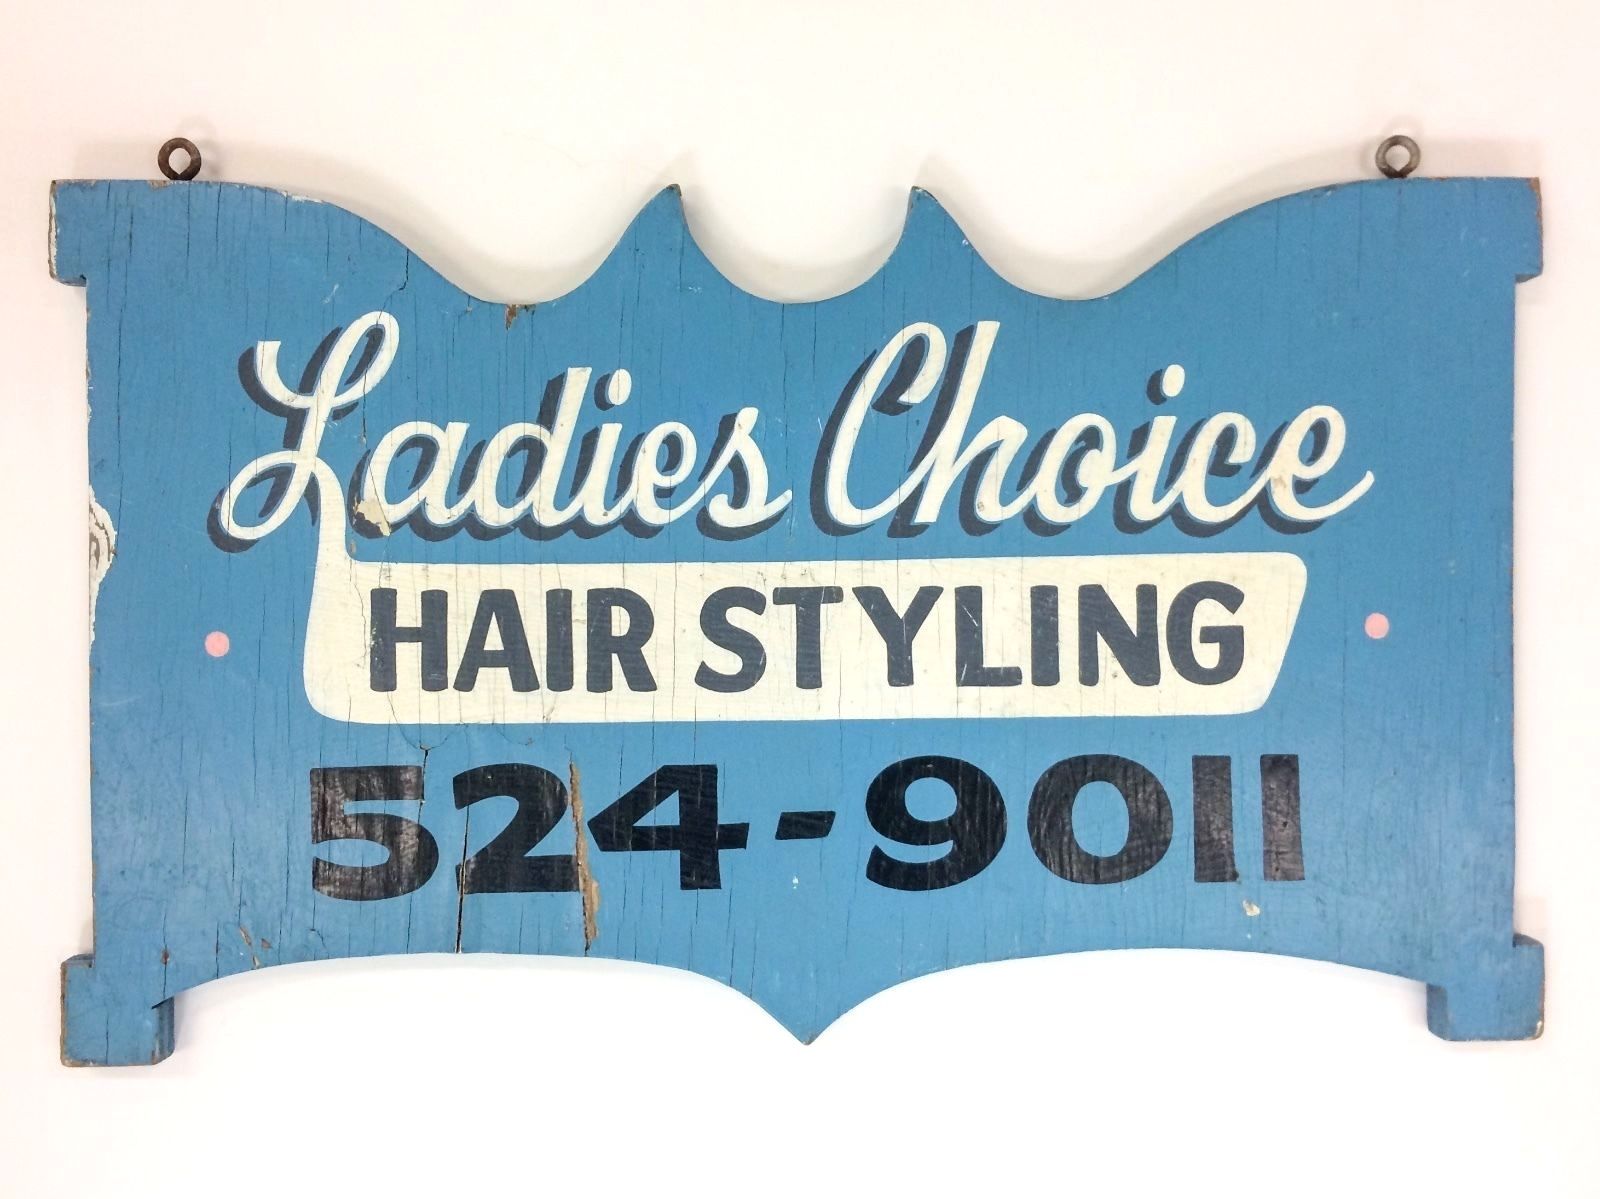 Ladies Choice
HAIR STYLING
524-9011